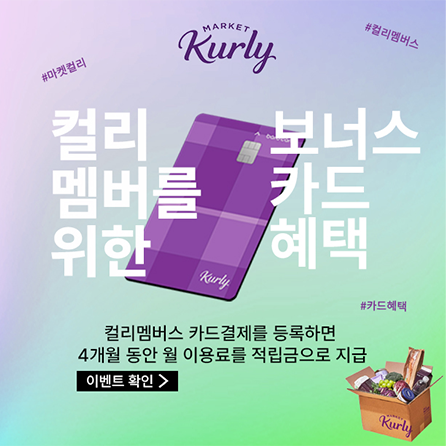 MARKET
Kurly
#마켓컬리
#컬리멤버스
컬리 보너스
멤버를 카드
위한 혜택
Kurly
#카드혜택
컬리멤버스 카드결제를 등록하면
4개월 동안 월 이용료를 적립금으로 지급
이벤트 확인 >
MARKET
Kurly